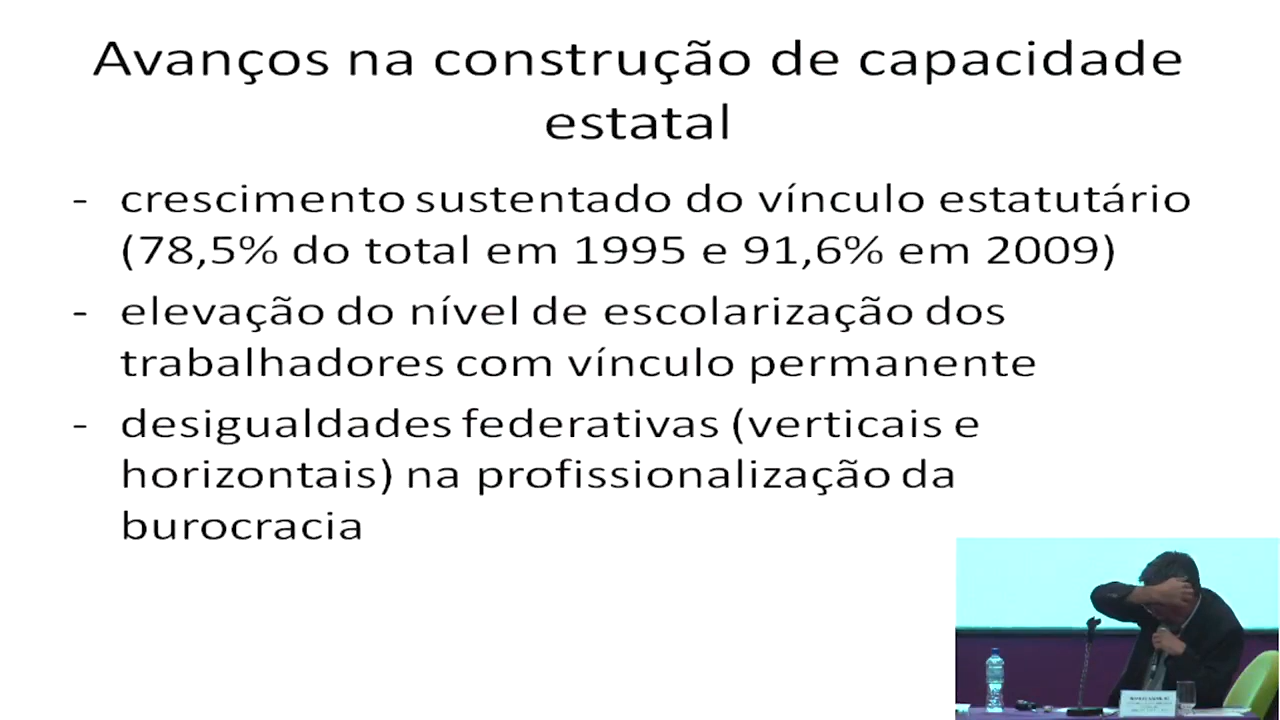 Avanços na construção de capacidade
estatal
- crescimento sustentado do vínculo estatutário
(78,5% do total em 1995 e 91,6% em 2009)
- elevação do nível de escolarização dos
trabalhadores com vínculo permanente
- desigualdades federativas (verticais e
horizontais) na profissionalização da
burocracia